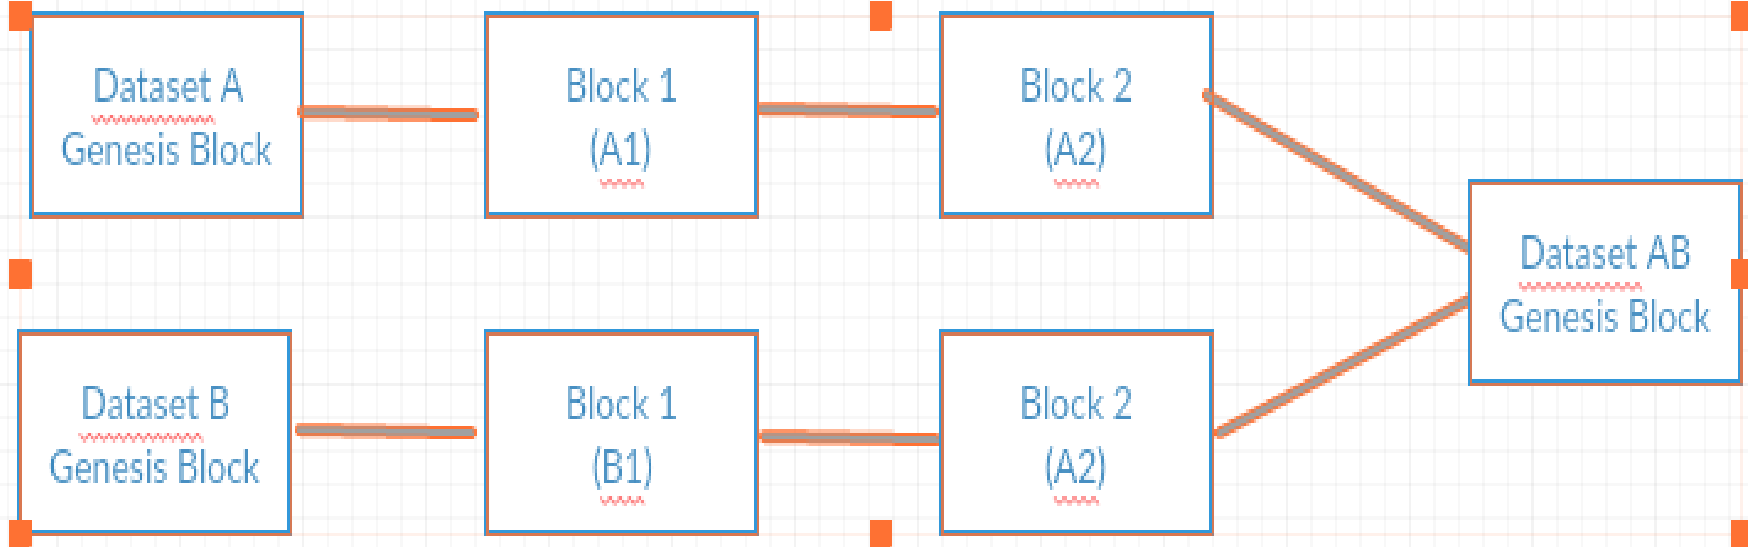 Dataset A
Genesis Block
Block 1
(A1)
Block 2
(A2)
Dataset AB
Genesis Block
Dataset B
Genesis Block
Block 1
(B1)
Block 2
(A2)